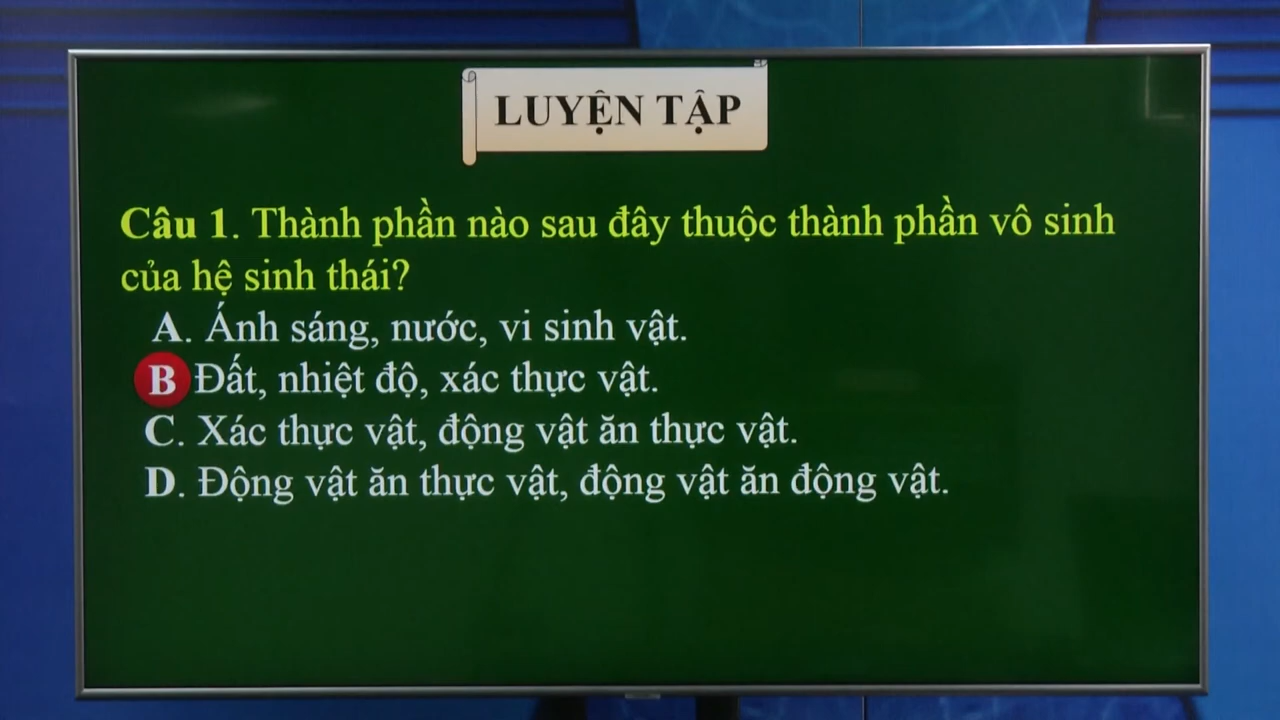 LUYỆN TẬP
Câu 1. Thành phần nào sau đây thuộc thành phần vô sinh
của hệ sinh thái?
A. Ánh sáng, nước, vi sinh vật.
B Đất, nhiệt độ, xác thực vật.
C. Xác thực vật, động vật ăn thực vật.
D. Động vật ăn thực vật, động vật ăn động vật.